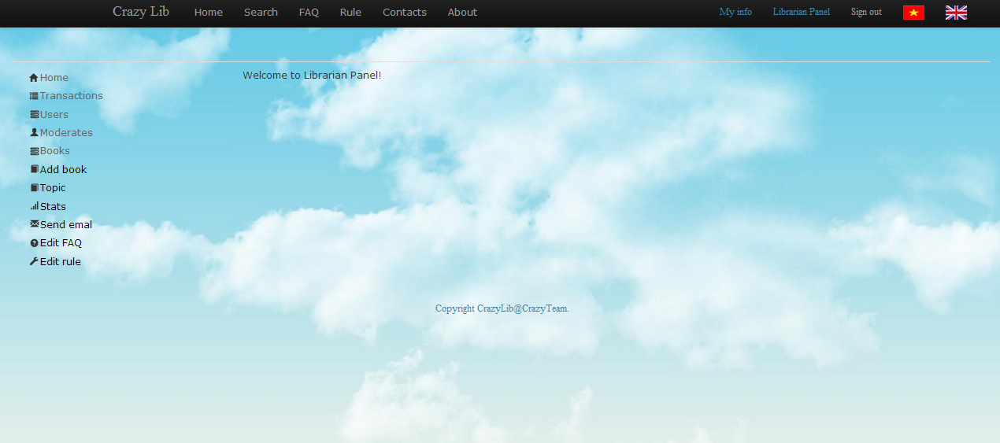 Crazy Lib Home Search FAQ Rule Contacts About My info Librarian Panel Sign out
Welcome to Librarian Panel!
Home
Transactions
Users
Moderates
Books
Add book
Topic
Stats
Send emal
Edit FAQ
Edit rule
Copyright CrazyLib@CrazyTeam.